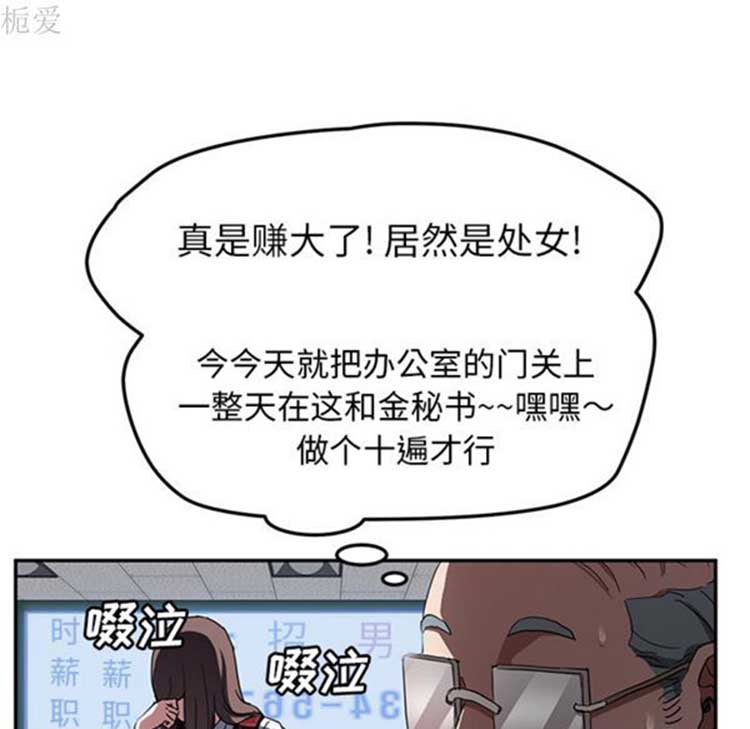 栀爱
真是赚大了! 居然是处女!
今今天就把办公室的门关上
一整天在这和金秘书~~嘿嘿～
做个十遍才行
啜泣
啜泣
时薪职
薪职
招 男
34-567